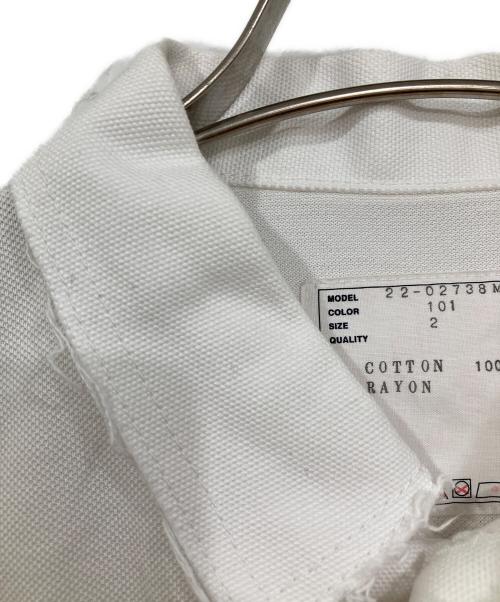 MODEL 22-02738M
COLOR 101
SIZE 2
QUALITY
COTTON 100
RAYON